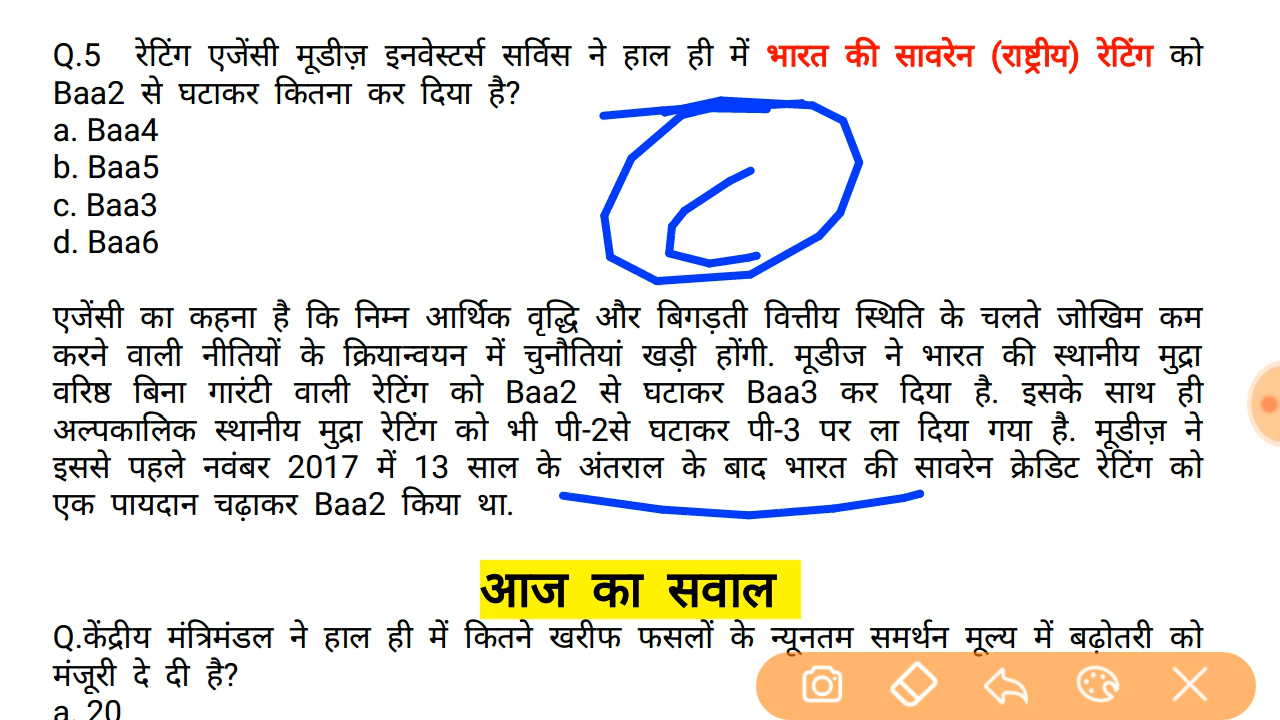 Q.5 रेटिंग एजेंसी मूडीज़ इनवेस्टर्स सर्विस ने हाल ही में भारत की सावरेन (राष्ट्रीय) रेटिंग को
Baa2 से घटाकर कितना कर दिया है?
a. Baa4
b. Baa5
c. Baa3
d. Baa6
c
एजेंसी का कहना है कि निम्न आर्थिक वृद्धि और बिगड़ती वित्तीय स्थिति के चलते जोखिम कम
करने वाली नीतियों के क्रियान्वयन में चुनौतियां खड़ी होंगी. मूडीज ने भारत की स्थानीय मुद्रा
वरिष्ठ बिना गारंटी वाली रेटिंग को Baa2 से घटाकर Baa3 कर दिया है. इसके साथ ही
अल्पकालिक स्थानीय मुद्रा रेटिंग को भी पी-2से घटाकर पी-3 पर ला दिया गया है. मूडीज़ ने
इससे पहले नवंबर 2017 में 13 साल के अंतराल के बाद भारत की सावरेन क्रेडिट रेटिंग को
एक पायदान चढ़ाकर Baa2 किया था.
आज का सवाल
Q.केंद्रीय मंत्रिमंडल ने हाल ही में कितने खरीफ फसलों के न्यूनतम समर्थन मूल्य में बढ़ोतरी को
मंजूरी दे दी है?
a. 20